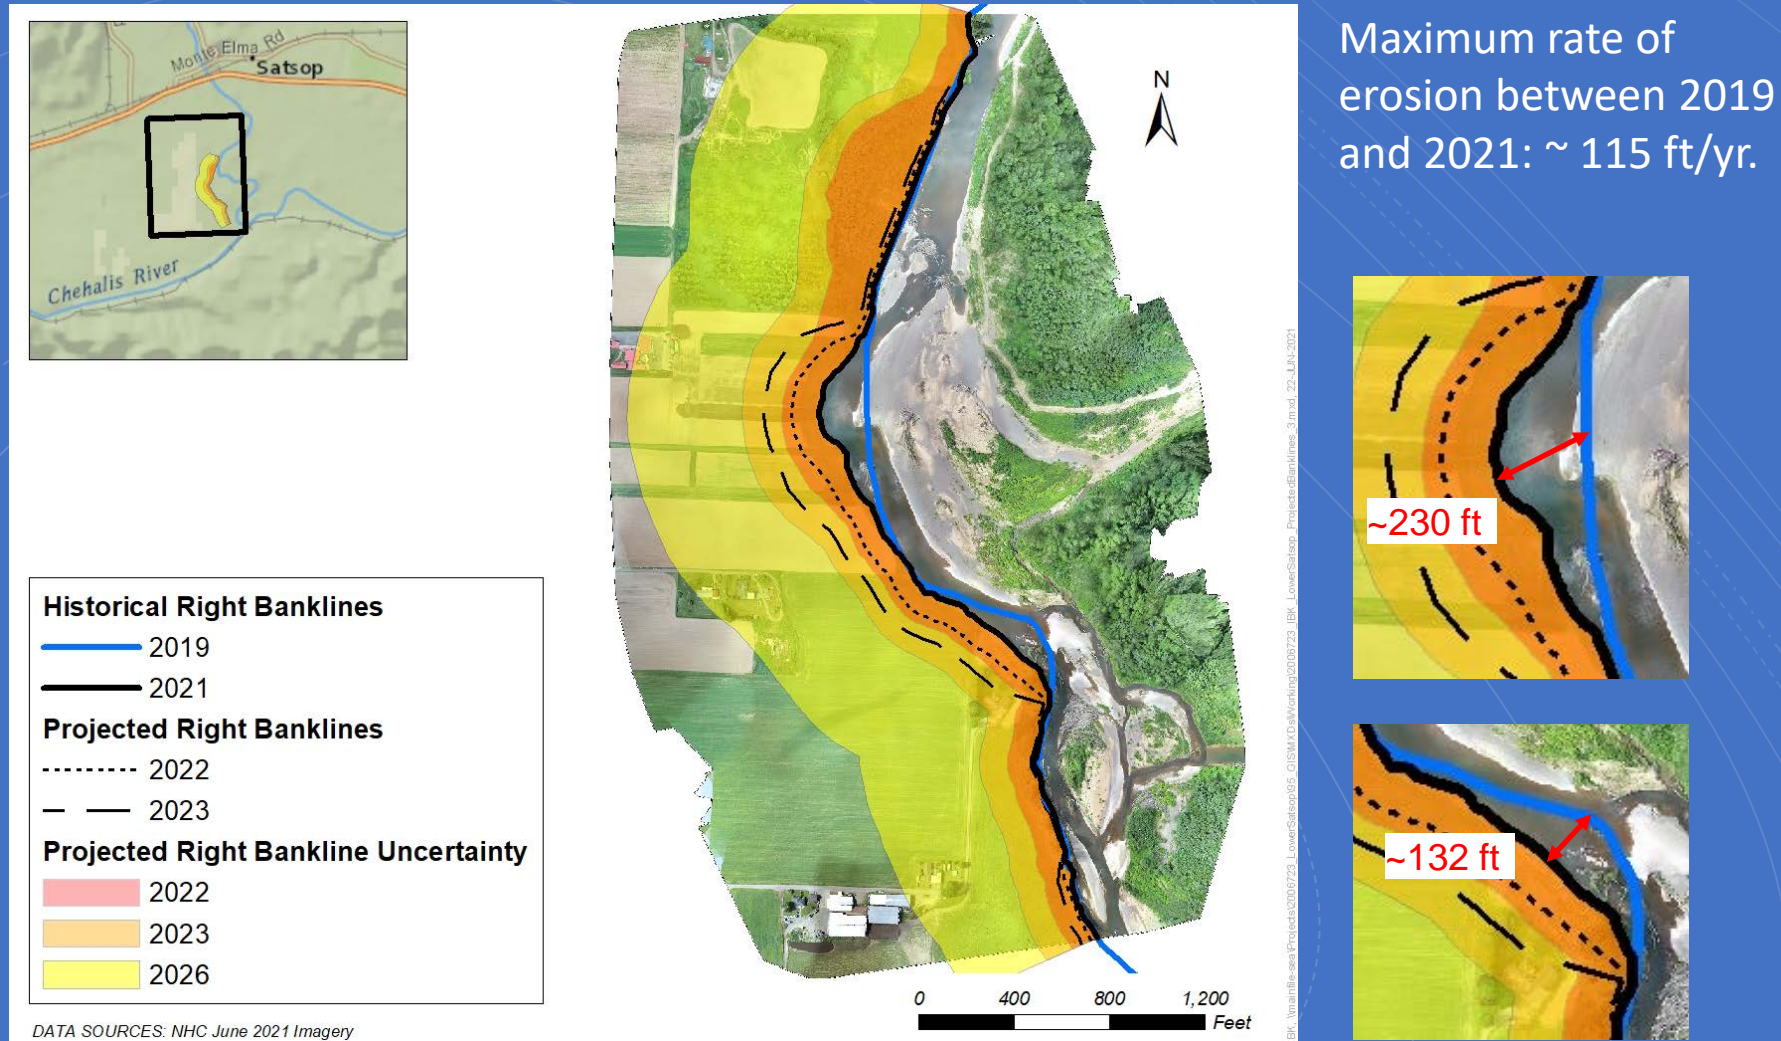 Maximum rate of
erosion between 2019
and 2021: ~ 115 ft/yr.
Monte Elma Rd
Satsop
Chehalis River
N
Historical Right Banklines
2019
2021
Projected Right Banklines
2022
2023
Projected Right Bankline Uncertainty
2022
2023
2026
DATA SOURCES: NHC June 2021 Imagery
0 400 800 1,200
Feet
~230 ft
~132 ft